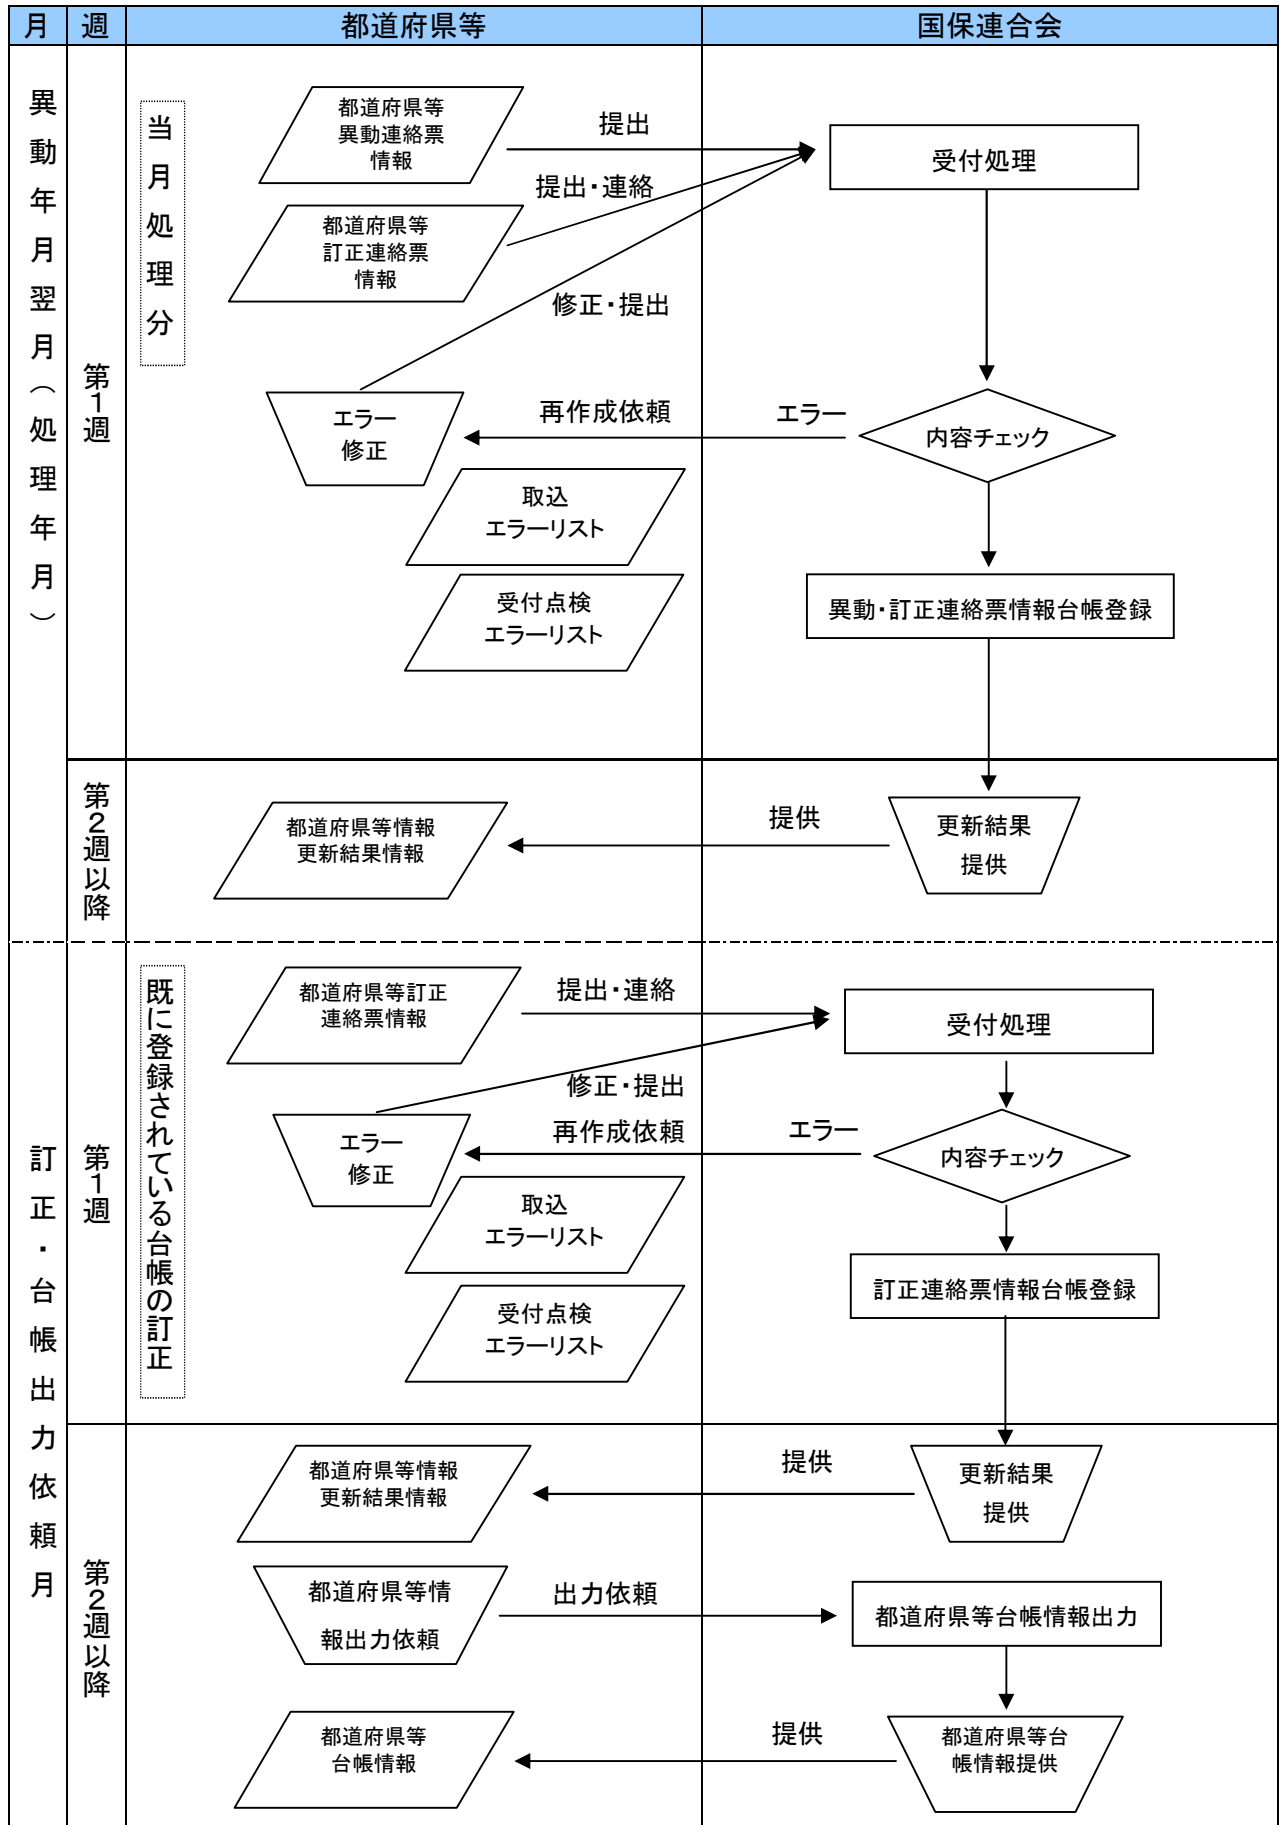 月
週
都道府県等
国保連合会
異動年月翌月(処理年月)
第1週
当月処理分
都道府県等
異動連絡票
情報
提出
受付処理
提出・連絡
都道府県等
訂正連絡票
情報
修正・提出
エラー
修正
再作成依頼
エラー
内容チェック
取込
エラーリスト
受付点検
エラーリスト
異動・訂正連絡票情報台帳登録
第2週以降
都道府県等情報
更新結果情報
提供
更新結果
提供
訂正・台帳出力依頼月
第1週
既に登録されている台帳の訂正
都道府県等訂正
連絡票情報
提出・連絡
受付処理
修正・提出
エラー
修正
再作成依頼
エラー
内容チェック
取込
エラーリスト
受付点検
エラーリスト
訂正連絡票情報台帳登録
第2週以降
都道府県等情報
更新結果情報
提供
更新結果
提供
都道府県等情
報出力依頼
出力依頼
都道府県等台帳情報出力
都道府県等
台帳情報
提供
都道府県等台
帳情報提供